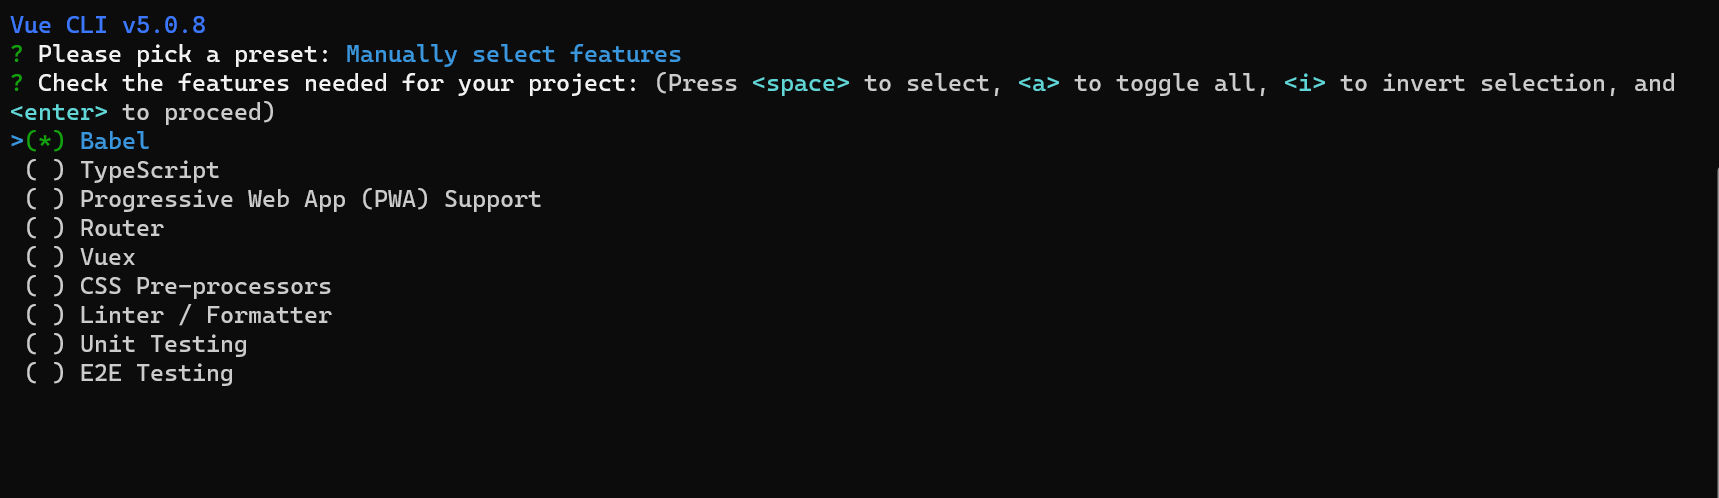 Vue CLI v5.0.8
? Please pick a preset: Manually select features
? Check the features needed for your project: (Press <space> to select, <a> to toggle all, <i> to invert selection, and
<enter> to proceed)
>(*) Babel
 ( ) TypeScript
 ( ) Progressive Web App (PWA) Support
 ( ) Router
 ( ) Vuex
 ( ) CSS Pre-processors
 ( ) Linter / Formatter
 ( ) Unit Testing
 ( ) E2E Testing